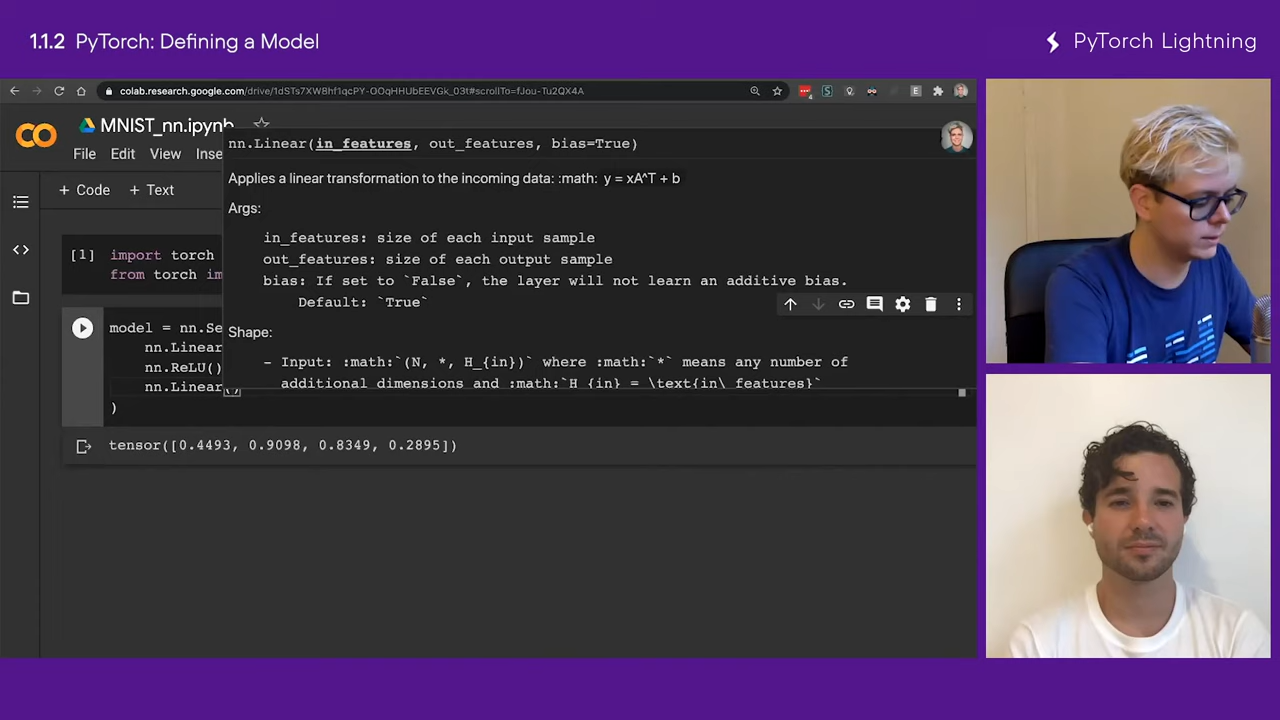 1.1.2 PyTorch: Defining a Model
PyTorch Lightning
colab.research.google.com/drive/1dSTs7XW8hf1qcPY-OOqHHUbEEVGk_03t#scrollTo=fJou-Tu2QX4A
MNIST_nn.ipynb
File Edit View Inse
+ Code + Text
nn.Linear(in_features, out_features, bias=True)
Applies a linear transformation to the incoming data: :math: y = xA^T + b
Args:
in_features: size of each input sample
out_features: size of each output sample
bias: If set to `False`, the layer will not learn an additive bias.
Default: `True`
Shape:
- Input: :math:`(N, *, H_{in})` where :math:`*` means any number of
additional dimensions and :math:`H_{in} = \text{in\_features}`
[1] import torch
from torch im
model = nn.Se
nn.Linear
nn.ReLU()
nn.Linear()
)
tensor([0.4493, 0.9098, 0.8349, 0.2895])